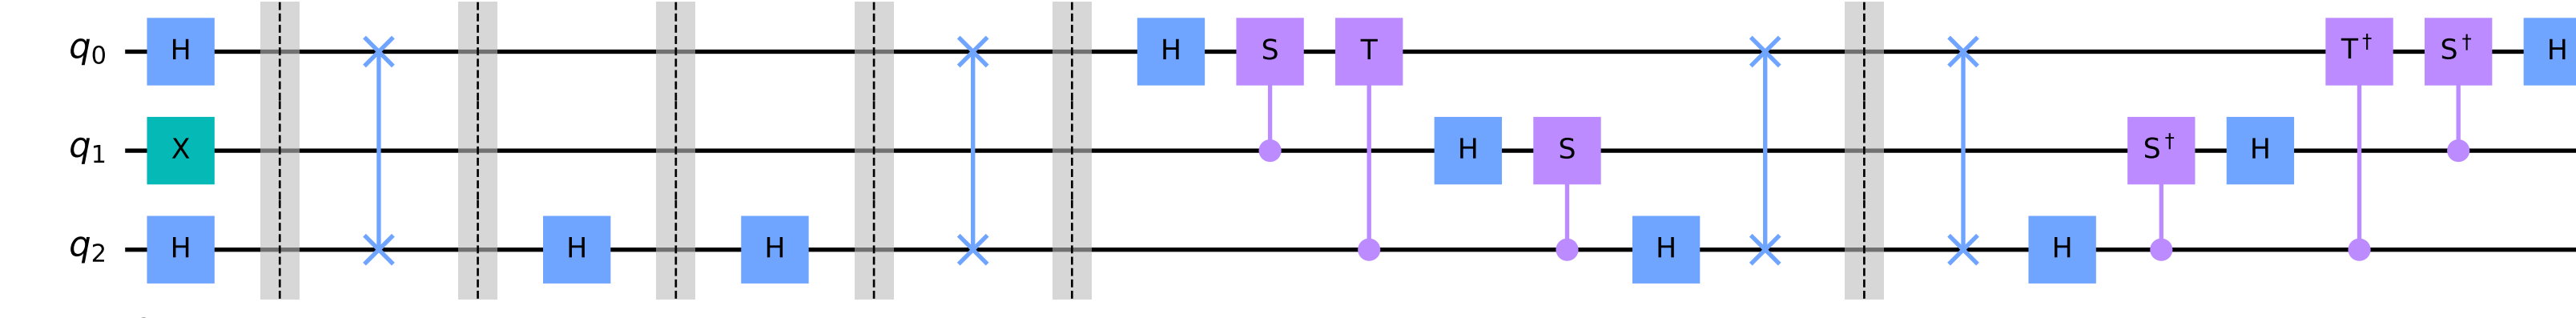 q0 H H S T T† S† H
q1 X H S S† H
q2 H H H H H